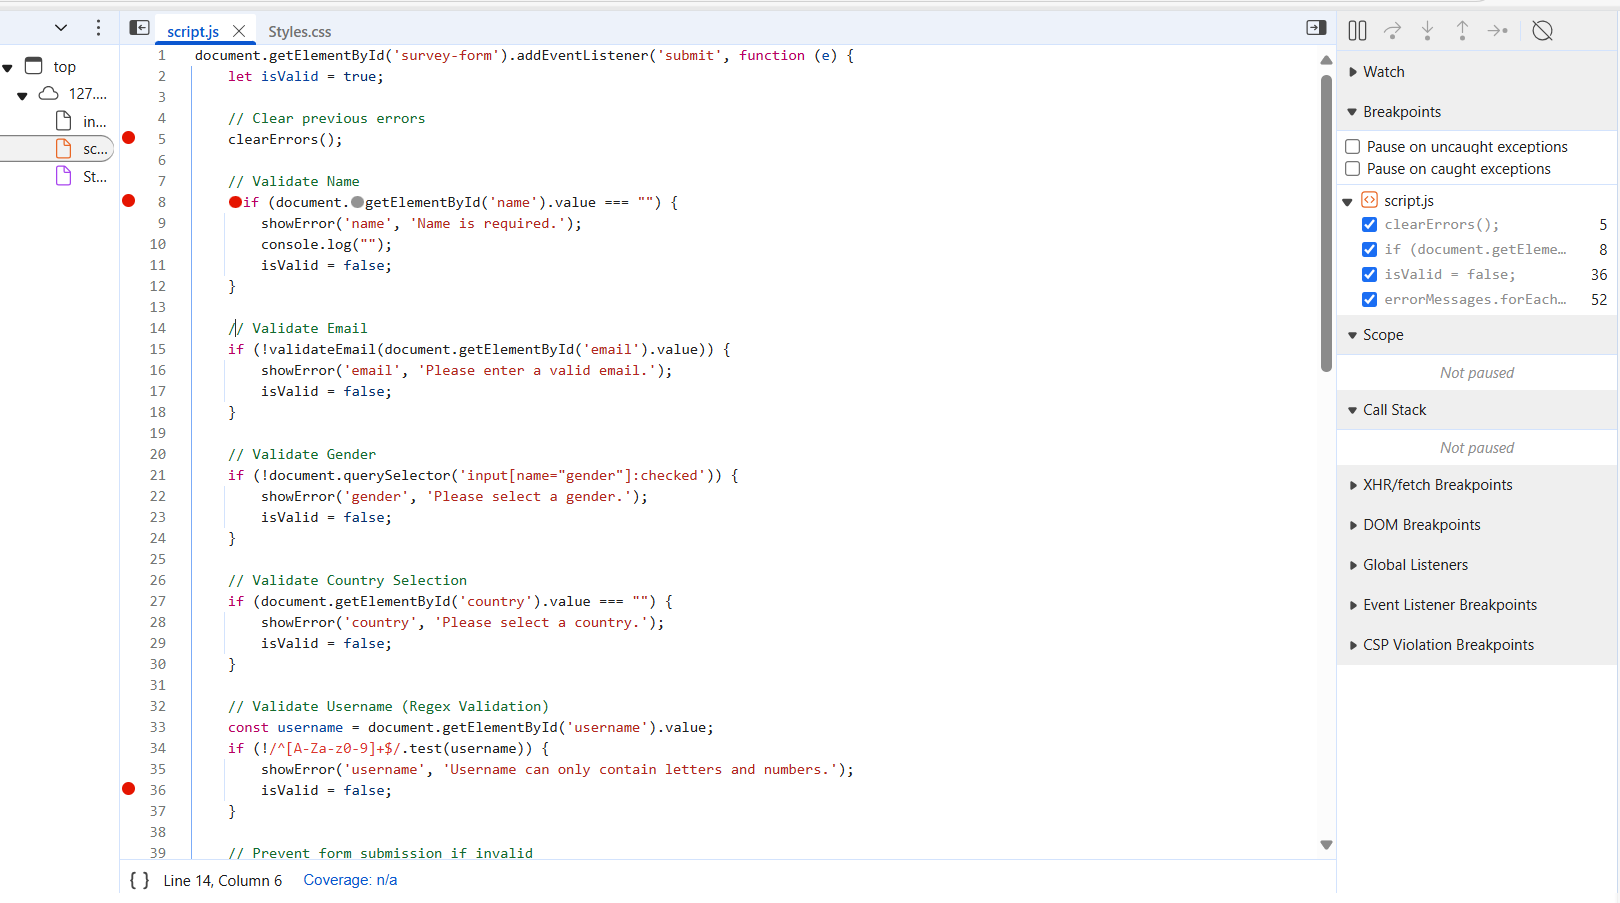 script.js
Styles.css
top
127....
in...
sc...
St...
1 document.getElementById('survey-form').addEventListener('submit', function (e) {
2 let isValid = true;
3
4 // Clear previous errors
5 clearErrors();
6
7 // Validate Name
8 if (document.getElementById('name').value === "") {
9 showError('name', 'Name is required.');
10 console.log("");
11 isValid = false;
12 }
13
14 // Validate Email
15 if (!validateEmail(document.getElementById('email').value)) {
16 showError('email', 'Please enter a valid email.');
17 isValid = false;
18 }
19
20 // Validate Gender
21 if (!document.querySelector('input[name="gender"]:checked')) {
22 showError('gender', 'Please select a gender.');
23 isValid = false;
24 }
25
26 // Validate Country Selection
27 if (document.getElementById('country').value === "") {
28 showError('country', 'Please select a country.');
29 isValid = false;
30 }
31
32 // Validate Username (Regex Validation)
33 const username = document.getElementById('username').value;
34 if (!/^[A-Za-z0-9]+$/.test(username)) {
35 showError('username', 'Username can only contain letters and numbers.');
36 isValid = false;
37 }
38
39 // Prevent form submission if invalid
{ } Line 14, Column 6 Coverage: n/a
Watch
Breakpoints
Pause on uncaught exceptions
Pause on caught exceptions
script.js
clearErrors(); 5
if (document.getEleme... 8
isValid = false; 36
errorMessages.forEach... 52
Scope
Not paused
Call Stack
Not paused
XHR/fetch Breakpoints
DOM Breakpoints
Global Listeners
Event Listener Breakpoints
CSP Violation Breakpoints